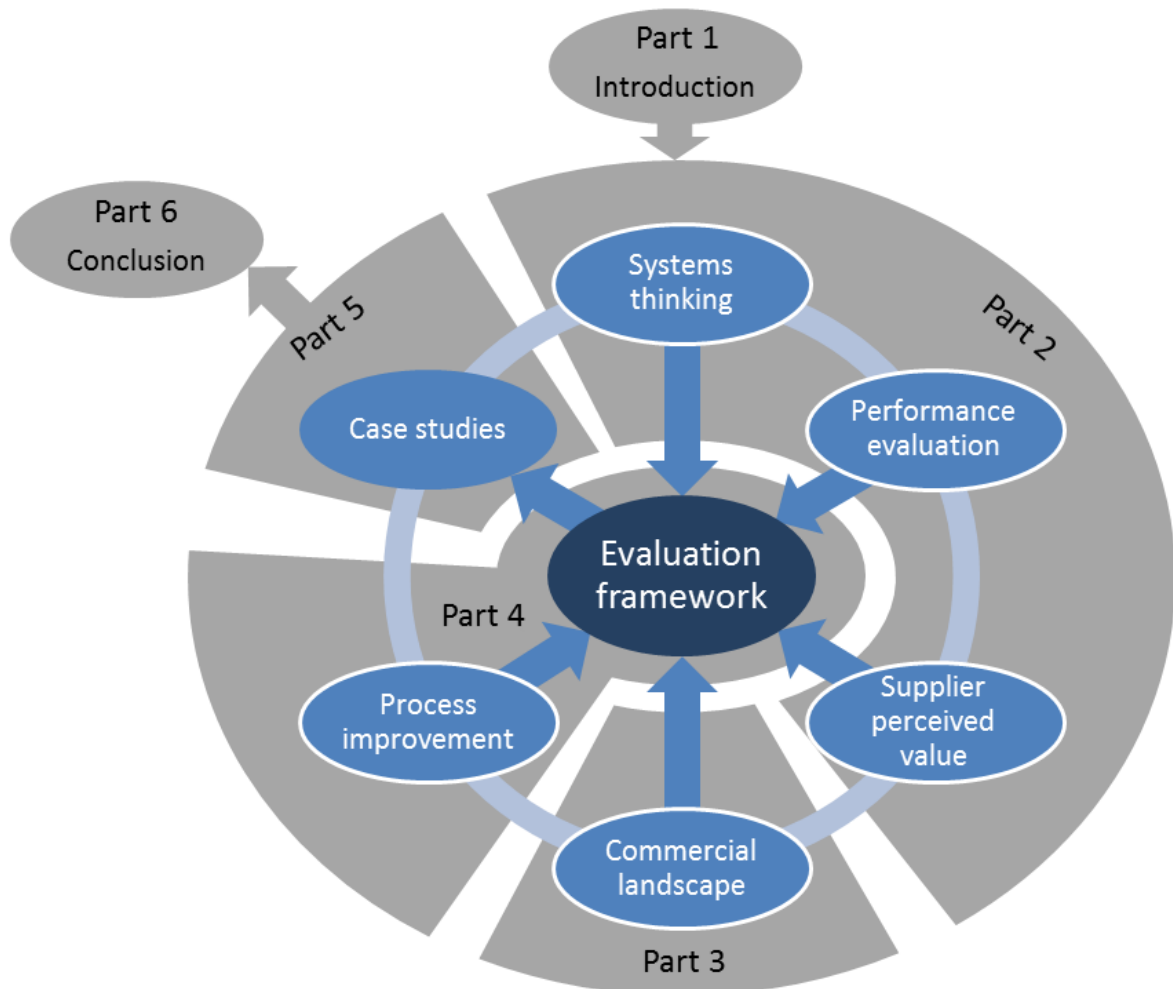 Part 1
Introduction
Part 6
Conclusion
Part 5
Part 2
Systems
thinking
Case studies
Performance
evaluation
Evaluation
framework
Part 4
Process
improvement
Supplier
perceived
value
Commercial
landscape
Part 3